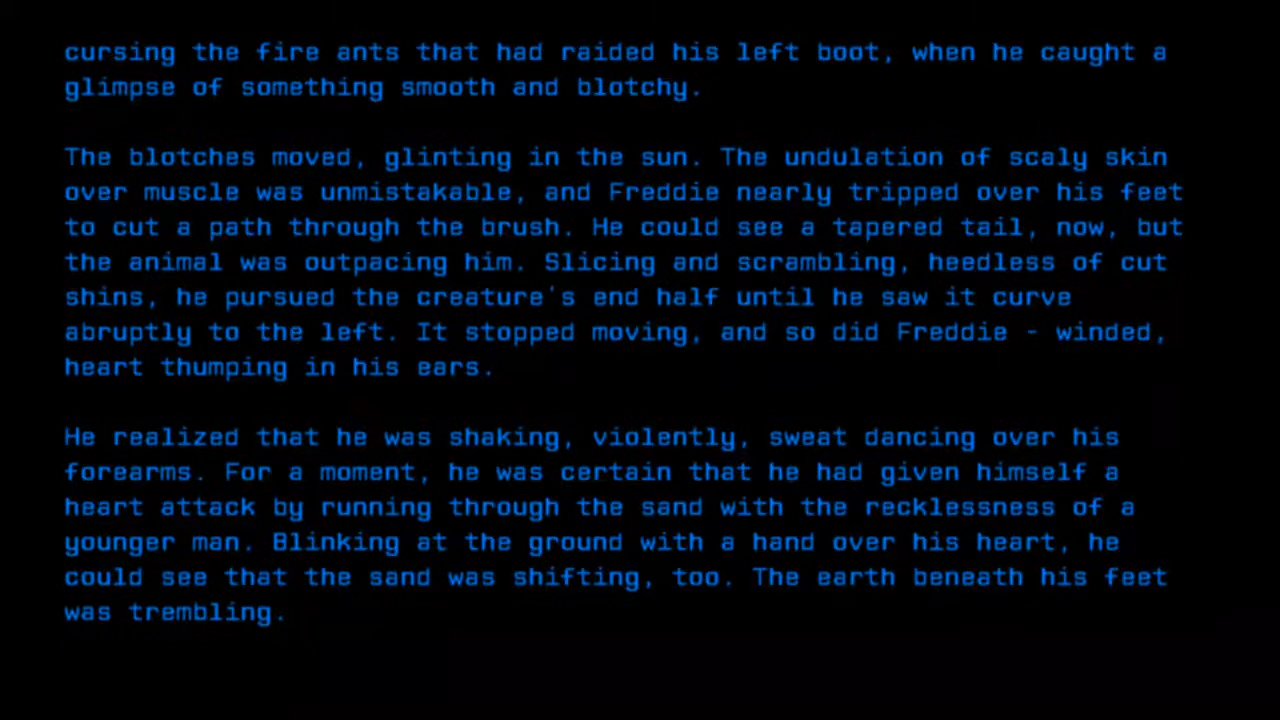 cursing the fire ants that had raided his left boot, when he caught a
glimpse of something smooth and blotchy.
The blotches moved, glinting in the sun. The undulation of scaly skin
over muscle was unmistakable, and Freddie nearly tripped over his feet
to cut a path through the brush. He could see a tapered tail, now, but
the animal was outpacing him. Slicing and scrambling, heedless of cut
shins, he pursued the creature's end half until he saw it curve
abruptly to the left. It stopped moving, and so did Freddie - winded,
heart thumping in his ears.
He realized that he was shaking, violently, sweat dancing over his
forearms. For a moment, he was certain that he had given himself a
heart attack by running through the sand with the recklessness of a
younger man. Blinking at the ground with a hand over his heart, he
could see that the sand was shifting, too. The earth beneath his feet
was trembling.